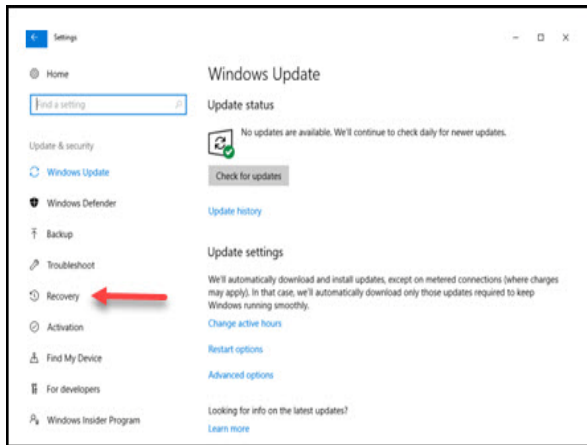 Settings
Home
Find a setting
Update & security
Windows Update
Windows Defender
Backup
Troubleshoot
Recovery
Activation
Find My Device
For developers
Windows Insider Program
Windows Update
Update status
No updates are available. We'll continue to check daily for newer updates.
Check for updates
Update history
Update settings
We'll automatically download and install updates, except on metered connections (where charges
may apply). In that case, we'll automatically download only those updates required to keep
Windows running smoothly.
Change active hours
Restart options
Advanced options
Looking for info on the latest updates?
Learn more